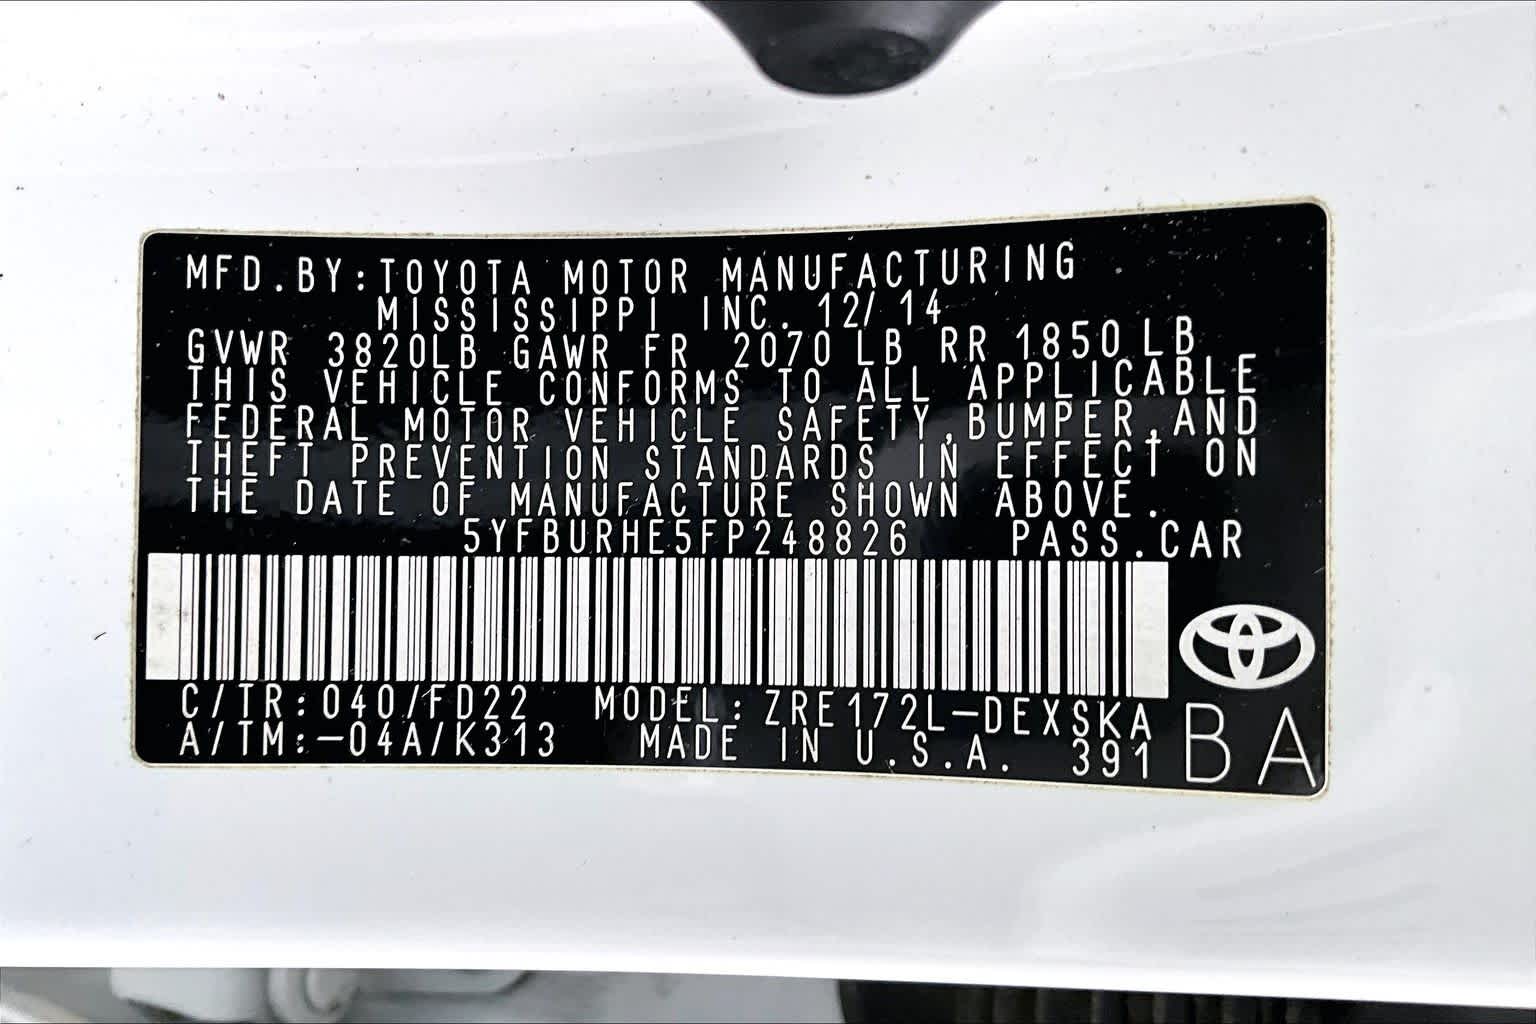 MFD.BY:TOYOTA MOTOR MANUFACTURING
MISSISSIPPI INC. 12/14
GVWR 3820LB GAWR FR 2070LB RR 1850LB
THIS VEHICLE CONFORMS TO ALL APPLICABLE
FEDERAL MOTOR VEHICLE SAFETY,BUMPER,AND
THEFT PREVENTION STANDARDS IN EFFECT ON
THE DATE OF MANUFACTURE SHOWN ABOVE.
5YFBURHE5FP248826 PASS.CAR
C/TR:040/FD22 MODEL:ZRE172L-DEXSKA
A/TM:-04A/K313 MADE IN U.S.A. 391
BA